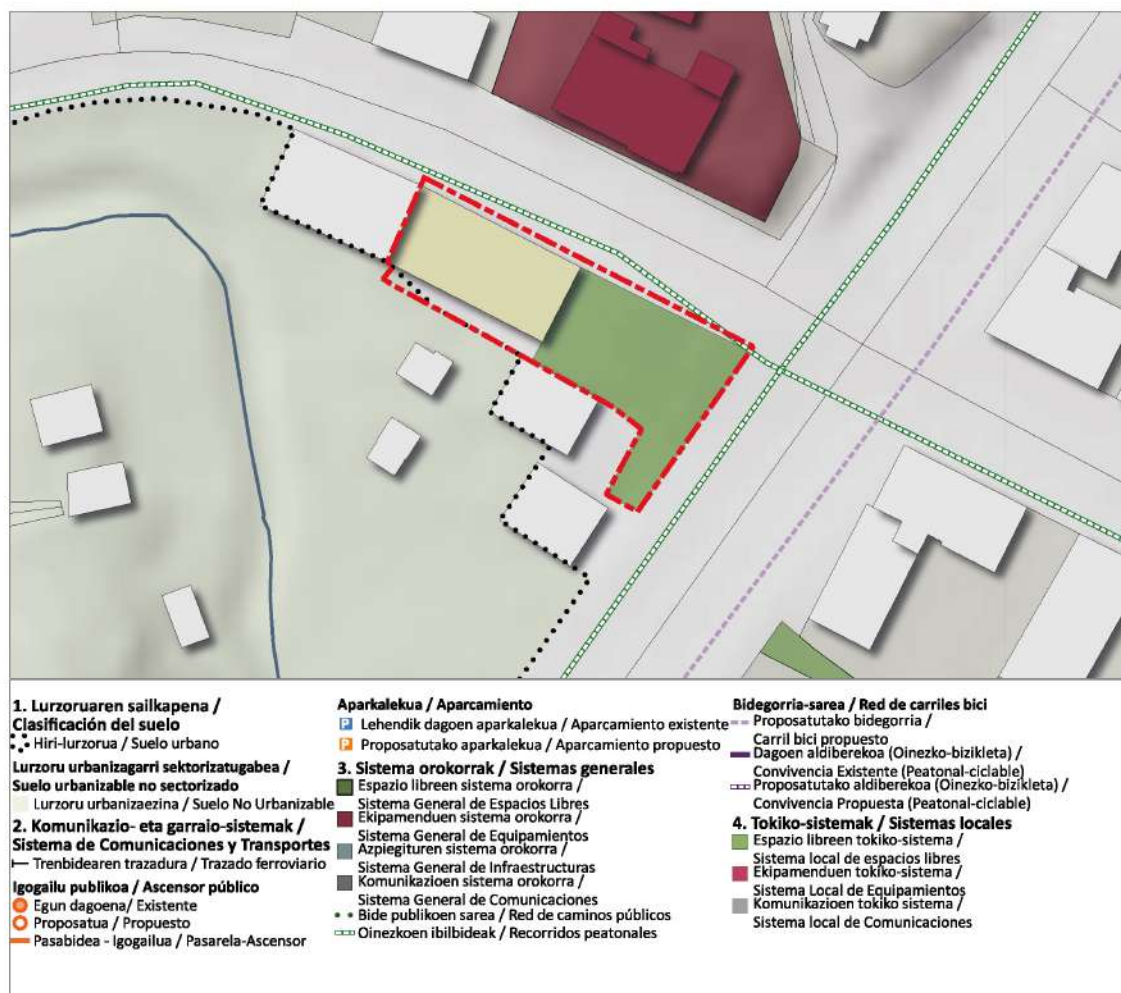 1. Lurzoruaren sailkapena /
Clasificación del suelo
Hiri-lurzorua / Suelo urbano
Lurzoru urbanizagarri sektorizatugabea /
Suelo urbanizable no sectorizado
Lurzoru urbanizaezina / Suelo No Urbanizable
2. Komunikazio- eta garraio-sistemak /
Sistema de Comunicaciones y Transportes
Trenbidearen trazadura / Trazado ferroviario
Igogailu publikoa / Ascensor público
Egun dagoena/ Existente
Proposatua / Propuesto
Pasabidea - Igogailua / Pasarela-Ascensor
Aparkalekua / Aparcamiento
P Lehendik dagoen aparkalekua / Aparcamiento existente
P Proposatutako aparkalekua / Aparcamiento propuesto
3. Sistema orokorrak / Sistemas generales
Espazio libreen sistema orokorra /
Sistema General de Espacios Libres
Ekipamenduen sistema orokorra /
Sistema General de Equipamientos
Azpiegituren sistema orokorra /
Sistema General de Infraestructuras
Komunikazioen sistema orokorra /
Sistema General de Comunicaciones
Bide publikoen sarea / Red de caminos públicos
Oinezkoen ibilbideak / Recorridos peatonales
Bidegorria-sarea / Red de carriles bici
Proposatutako bidegorria /
Carril bici propuesto
Dagoen aldiberekoa (Oinezko-bizikleta) /
Convivencia Existente (Peatonal-ciclable)
Proposatutako aldiberekoa (Oinezko-bizikleta) /
Convivencia Propuesta (Peatonal-ciclable)
4. Tokiko-sistemak / Sistemas locales
Espazio libreen tokiko-sistema /
Sistema local de espacios libres
Ekipamenduen tokiko-sistema /
Sistema Local de Equipamientos
Komunikazioen tokiko sistema /
Sistema local de Comunicaciones